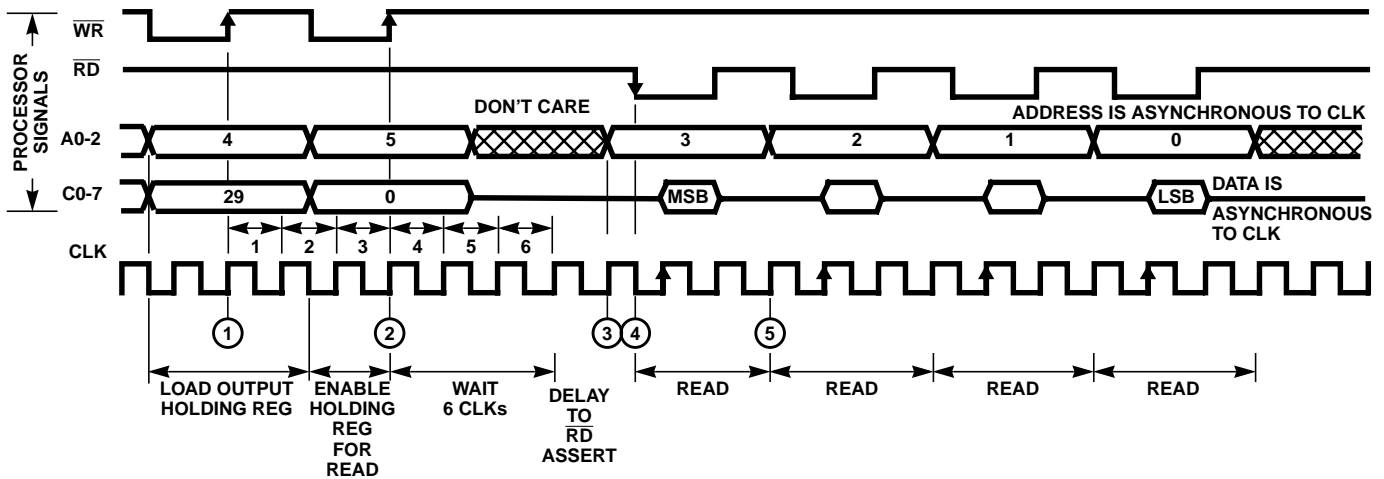 PROCESSOR
SIGNALS
WR
RD
DON'T CARE
ADDRESS IS ASYNCHRONOUS TO CLK
A0-2
4
5
3
2
1
0
C0-7
29
0
MSB
LSB
DATA IS
ASYNCHRONOUS
TO CLK
1
2
3
4
5
6
CLK
1
2
3
4
5
LOAD OUTPUT
HOLDING REG
ENABLE
HOLDING
REG
FOR
READ
WAIT
6 CLKs
DELAY
TO
RD
ASSERT
READ
READ
READ
READ